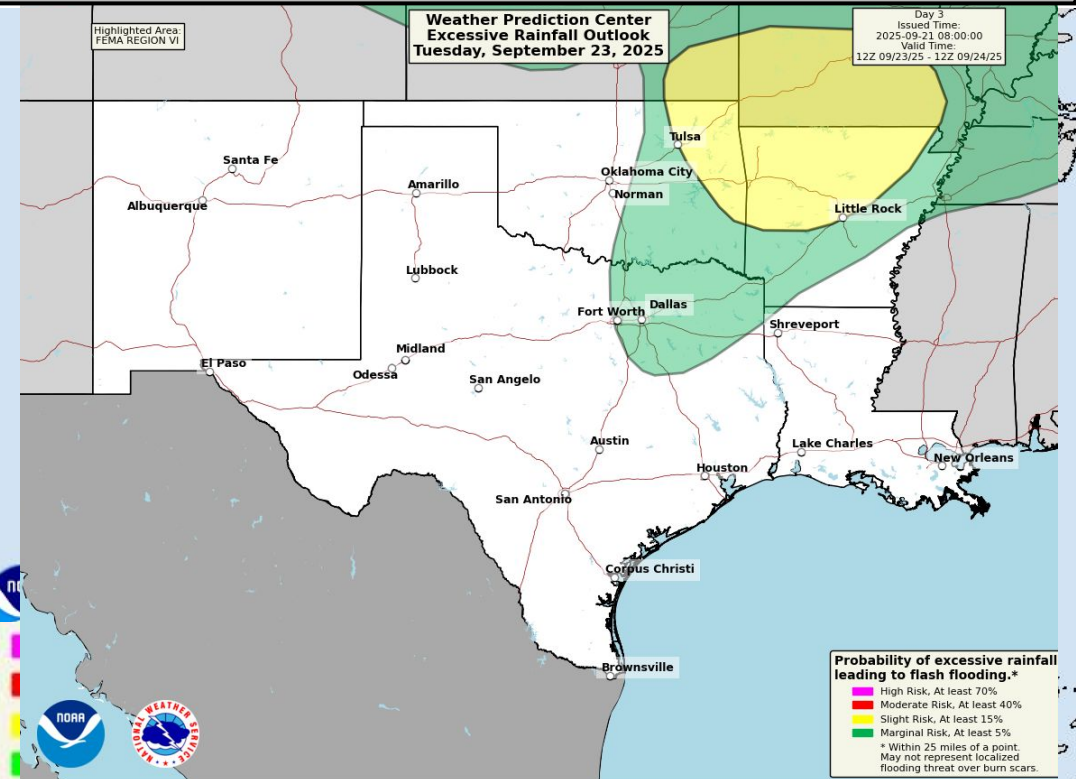 Highlighted Area:
FEMA REGION VI
Weather Prediction Center
Excessive Rainfall Outlook
Tuesday, September 23, 2025
Day 3
Issued Time:
2025-09-21 08:00:00
Valid Time:
12Z 09/23/25 - 12Z 09/24/25
Tulsa
Santa Fe
Oklahoma City
Amarillo
Norman
Albuquerque
Little Rock
Lubbock
Dallas
Fort Worth
Shreveport
Midland
El Paso
Odessa
San Angelo
Austin
Lake Charles
New Orleans
Houston
San Antonio
Corpus Christi
Brownsville
Probability of excessive rainfall
leading to flash flooding.*
High Risk, At least 70%
Moderate Risk, At least 40%
Slight Risk, At least 15%
Marginal Risk, At least 5%
* Within 25 miles of a point.
May not represent localized
flooding threat over burn scars.
NOAA
NATIONAL WEATHER SERVICE